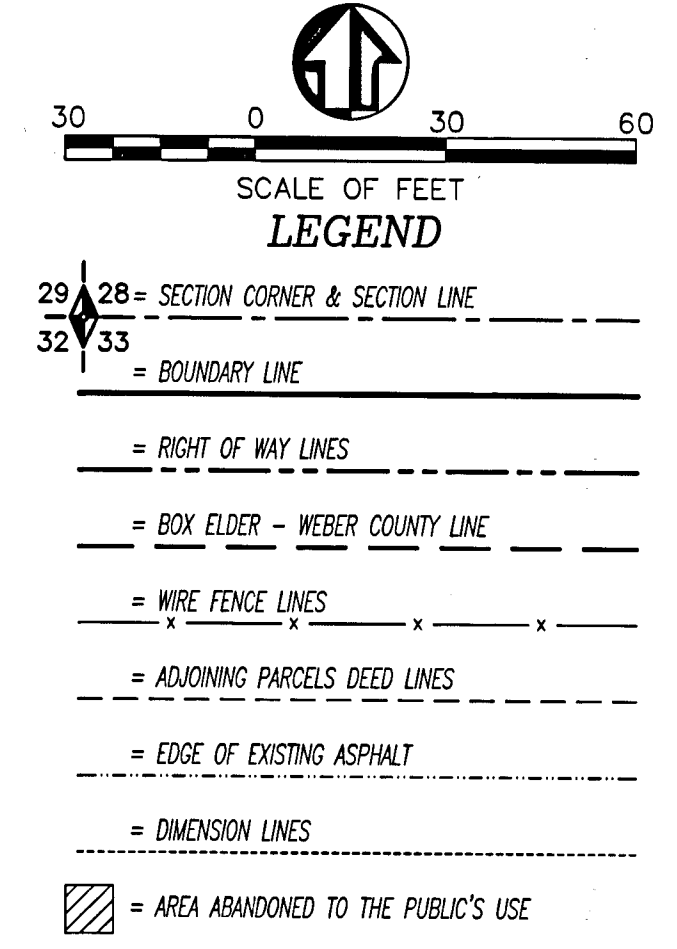 30 0 30 60
SCALE OF FEET
LEGEND
29 28 = SECTION CORNER & SECTION LINE
32 33
= BOUNDARY LINE
= RIGHT OF WAY LINES
= BOX ELDER - WEBER COUNTY LINE
= WIRE FENCE LINES
x x x x
= ADJOINING PARCELS DEED LINES
= EDGE OF EXISTING ASPHALT
= DIMENSION LINES
= AREA ABANDONED TO THE PUBLIC'S USE